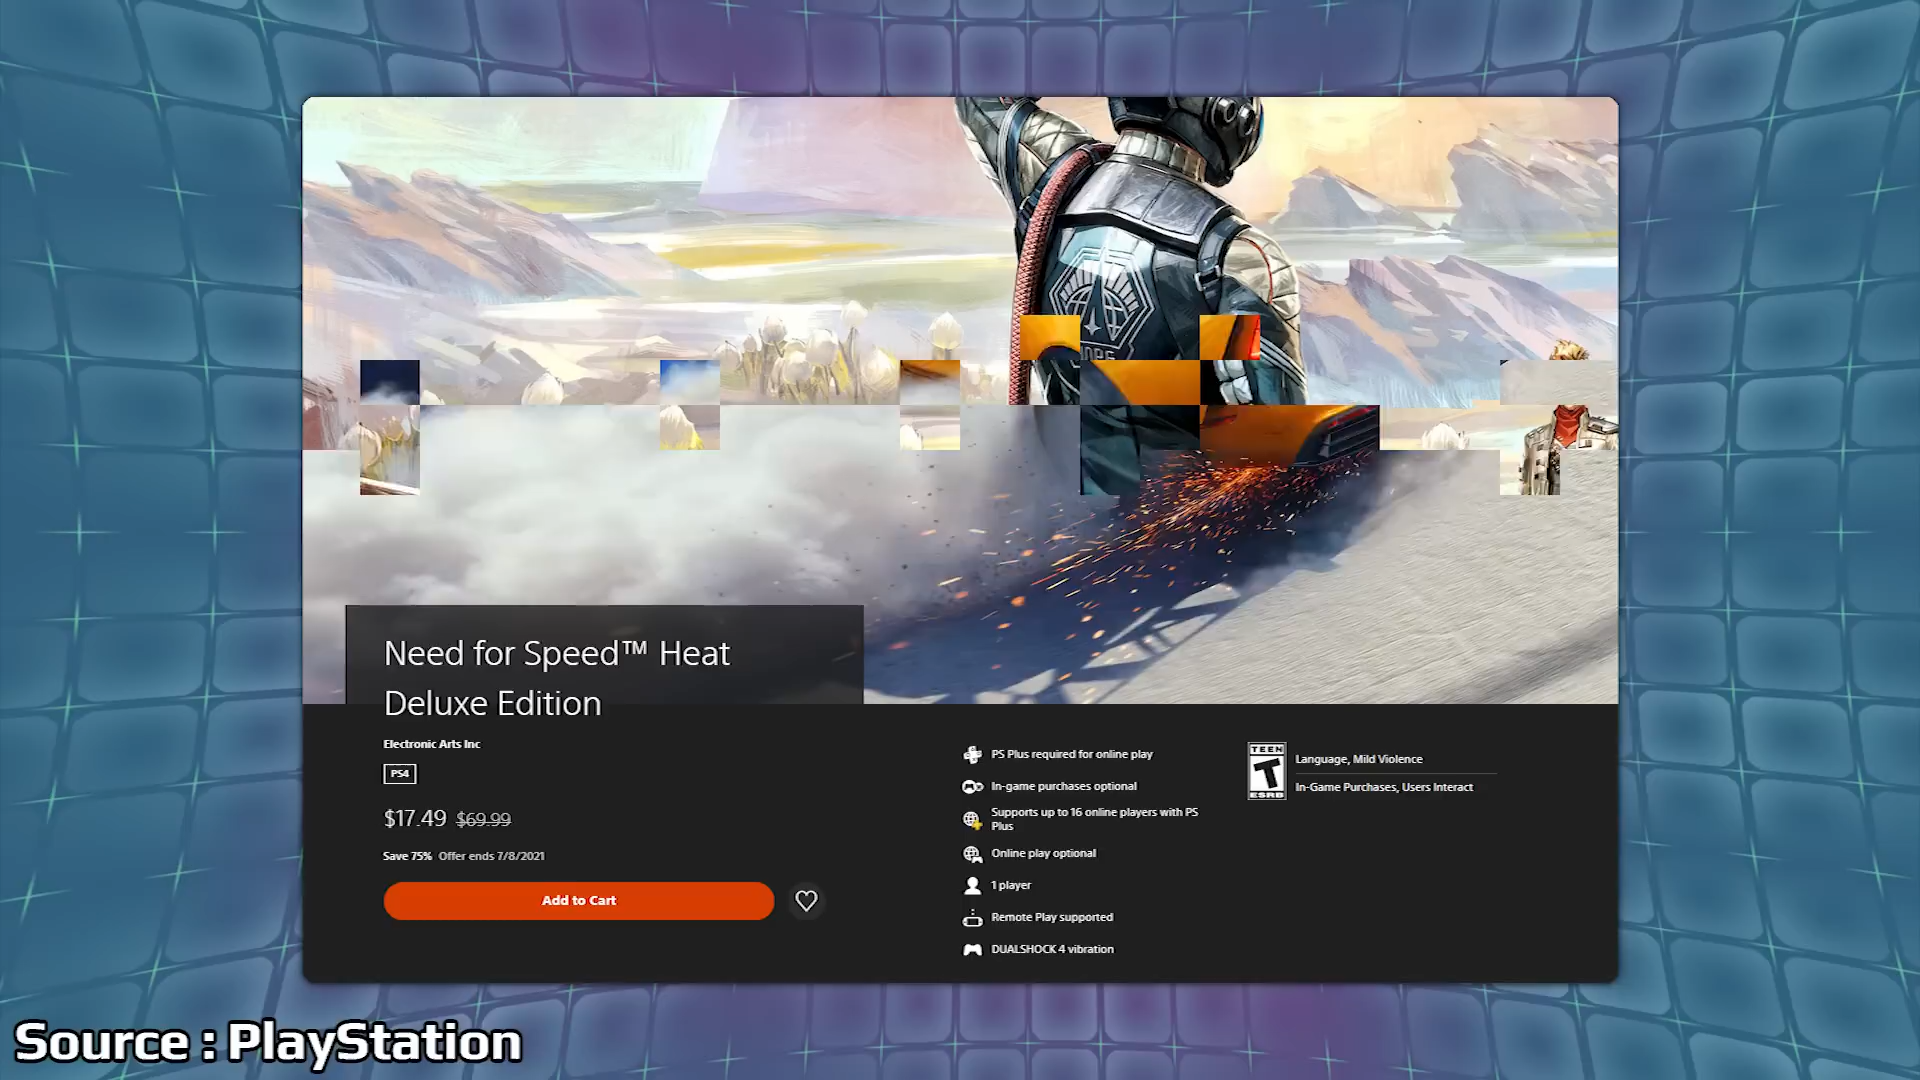 HOPE
Need for Speed™ Heat
Deluxe Edition
Electronic Arts Inc
PS4
$17.49 $69.99
Save 75% Offer ends 7/8/2021
Add to Cart
PS Plus required for online play
In-game purchases optional
Supports up to 16 online players with PS
Plus
Online play optional
1 player
Remote Play supported
DUALSHOCK 4 vibration
TEEN
T
ESRB
Language, Mild Violence
In-Game Purchases, Users Interact
Source : PlayStation